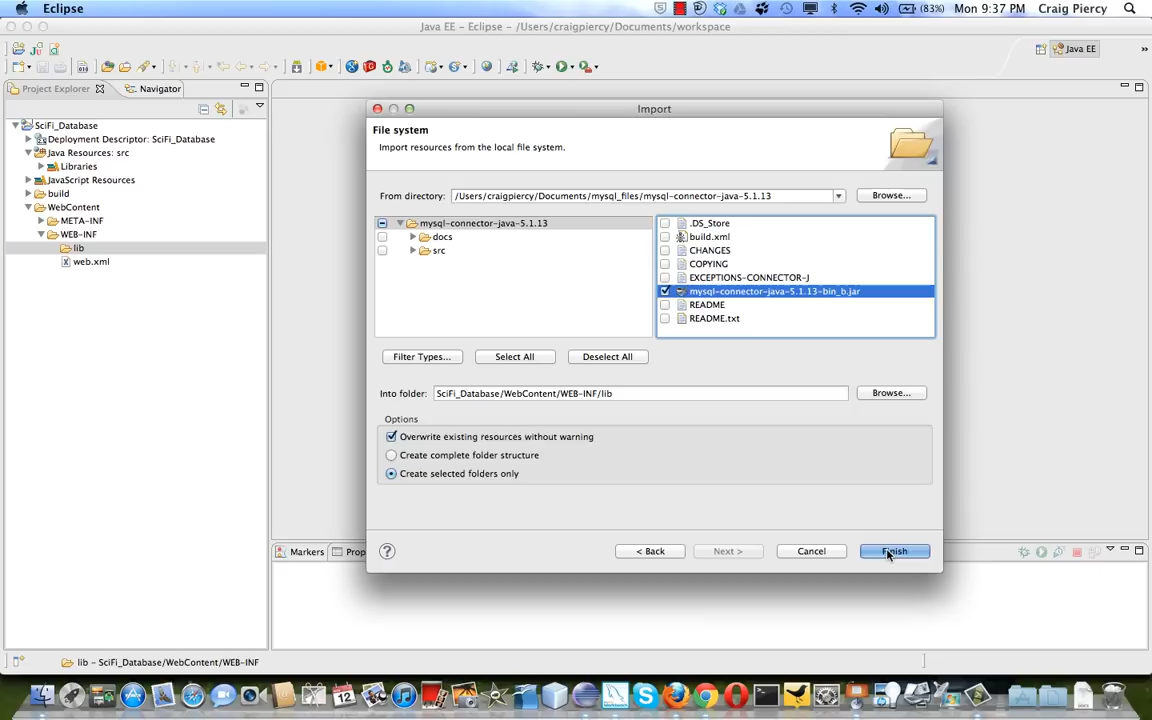 Eclipse
(83%) Mon 9:37 PM Craig Piercy
Java EE – Eclipse – /Users/craigpiercy/Documents/workspace
Java EE
Project Explorer
Navigator
SciFi_Database
Deployment Descriptor: SciFi_Database
Java Resources: src
Libraries
JavaScript Resources
build
WebContent
META-INF
WEB-INF
lib
web.xml
Import
File system
Import resources from the local file system.
From directory: /Users/craigpiercy/Documents/mysql_files/mysql-connector-java-5.1.13 Browse...
mysql-connector-java-5.1.13
docs
src
.DS_Store
build.xml
CHANGES
COPYING
EXCEPTIONS-CONNECTOR-J
mysql-connector-java-5.1.13-bin_b.jar
README
README.txt
Filter Types... Select All Deselect All
Into folder: SciFi_Database/WebContent/WEB-INF/lib Browse...
Options
Overwrite existing resources without warning
Create complete folder structure
Create selected folders only
? < Back Next > Cancel Finish
Markers Prop
lib – SciFi_Database/WebContent/WEB-INF
12